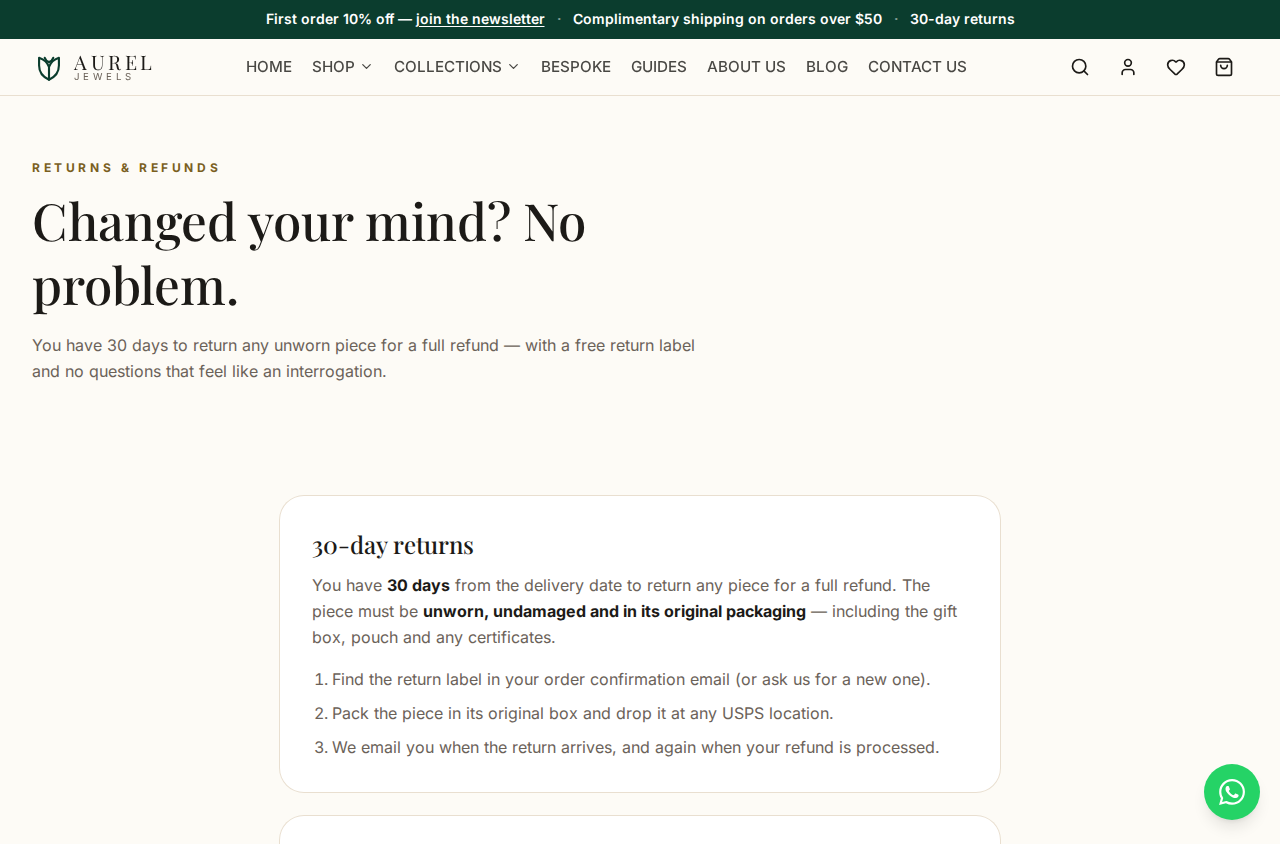 First order 10% off — join the newsletter · Complimentary shipping on orders over $50 · 30-day returns
AUREL
JEWELS
HOME SHOP COLLECTIONS BESPOKE GUIDES ABOUT US BLOG CONTACT US
RETURNS & REFUNDS
Changed your mind? No
problem.
You have 30 days to return any unworn piece for a full refund — with a free return label
and no questions that feel like an interrogation.
30-day returns
You have 30 days from the delivery date to return any piece for a full refund. The
piece must be unworn, undamaged and in its original packaging — including the gift
box, pouch and any certificates.
1. Find the return label in your order confirmation email (or ask us for a new one).
2. Pack the piece in its original box and drop it at any USPS location.
3. We email you when the return arrives, and again when your refund is processed.